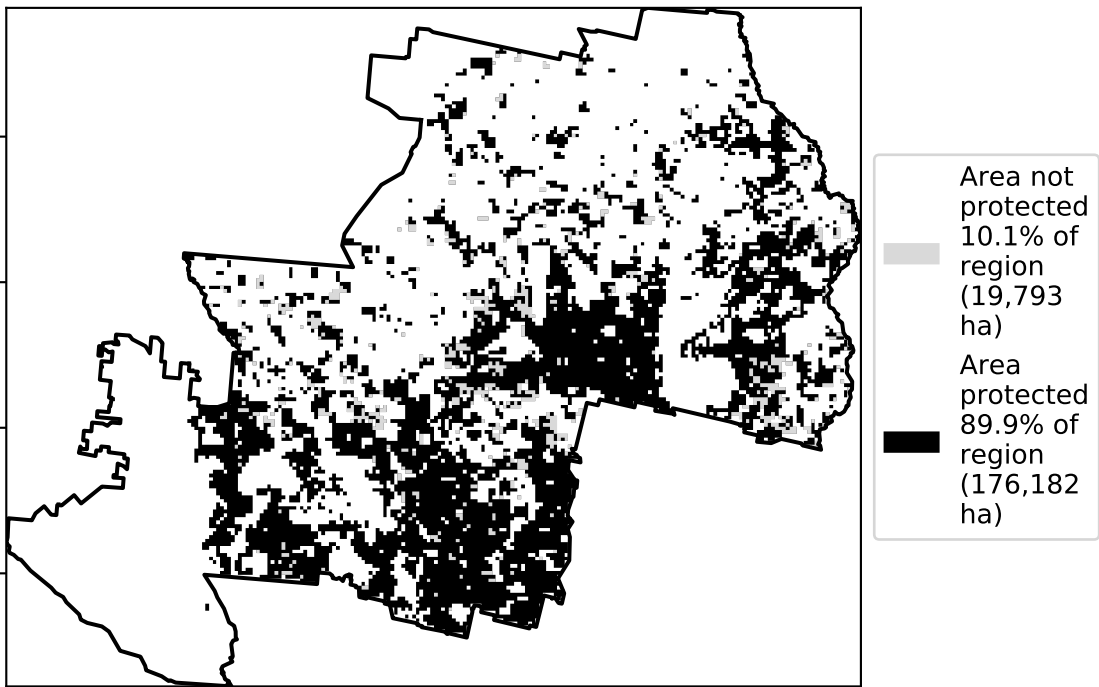 Area not
protected
10.1% of
region
(19,793
ha)
Area
protected
89.9% of
region
(176,182
ha)